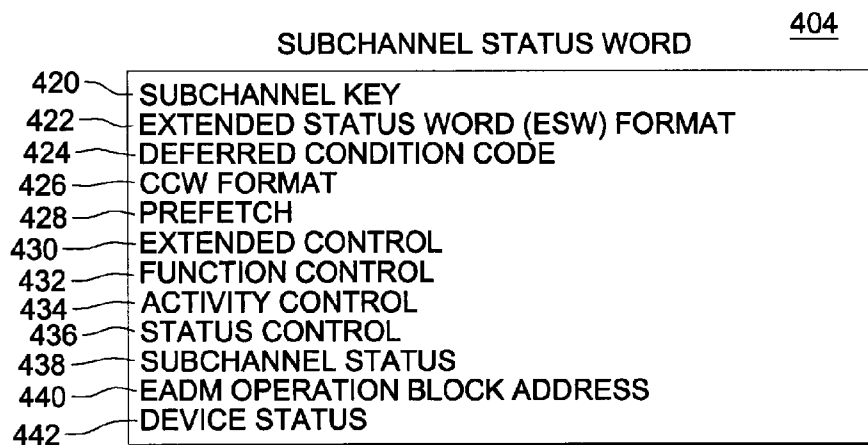 404
SUBCHANNEL STATUS WORD
420 SUBCHANNEL KEY
422 EXTENDED STATUS WORD (ESW) FORMAT
424 DEFERRED CONDITION CODE
426 CCW FORMAT
428 PREFETCH
430 EXTENDED CONTROL
432 FUNCTION CONTROL
434 ACTIVITY CONTROL
436 STATUS CONTROL
438 SUBCHANNEL STATUS
440 EADM OPERATION BLOCK ADDRESS
442 DEVICE STATUS